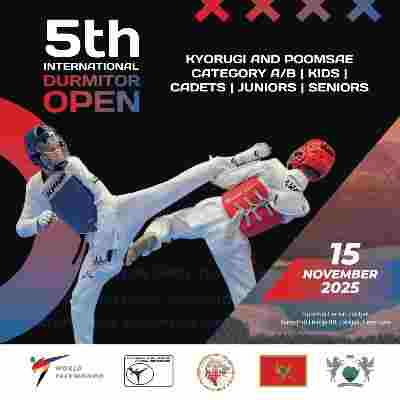 5th
INTERNATIONAL
DURMITOR
OPEN
KYORUGI AND POOMSAE
CATEGORY A/B | KIDS |
CADETS | JUNIORS | SENIORS
15
NOVEMBER
2025
WORLD
TAEKWONDO